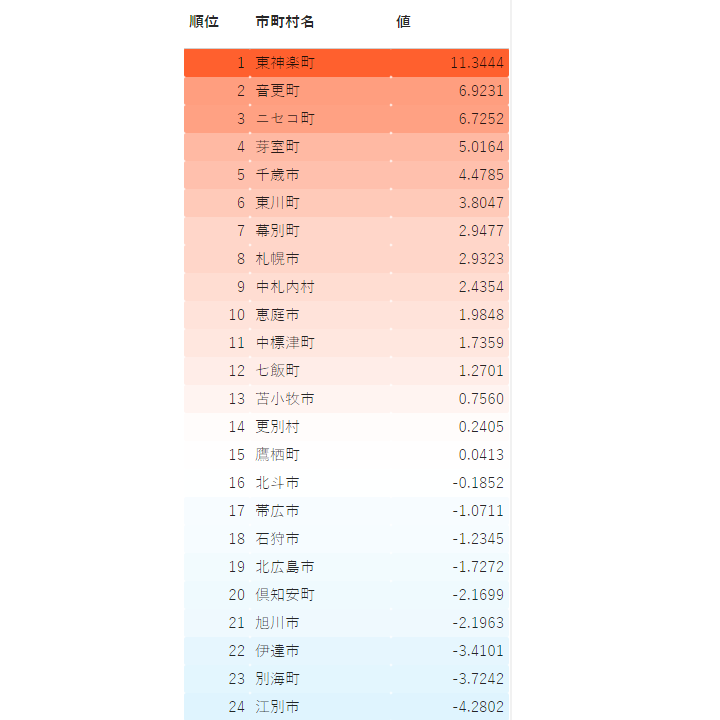 順位 市町村名 値
1 東神楽町 11.3444
2 音更町 6.9231
3 ニセコ町 6.7252
4 芽室町 5.0164
5 千歳市 4.4785
6 東川町 3.8047
7 幕別町 2.9477
8 札幌市 2.9323
9 中札内村 2.4354
10 恵庭市 1.9848
11 中標津町 1.7359
12 七飯町 1.2701
13 苫小牧市 0.7560
14 更別村 0.2405
15 鷹栖町 0.0413
16 北斗市 -0.1852
17 帯広市 -1.0711
18 石狩市 -1.2345
19 北広島市 -1.7272
20 倶知安町 -2.1699
21 旭川市 -2.1963
22 伊達市 -3.4101
23 別海町 -3.7242
24 江別市 -4.2802